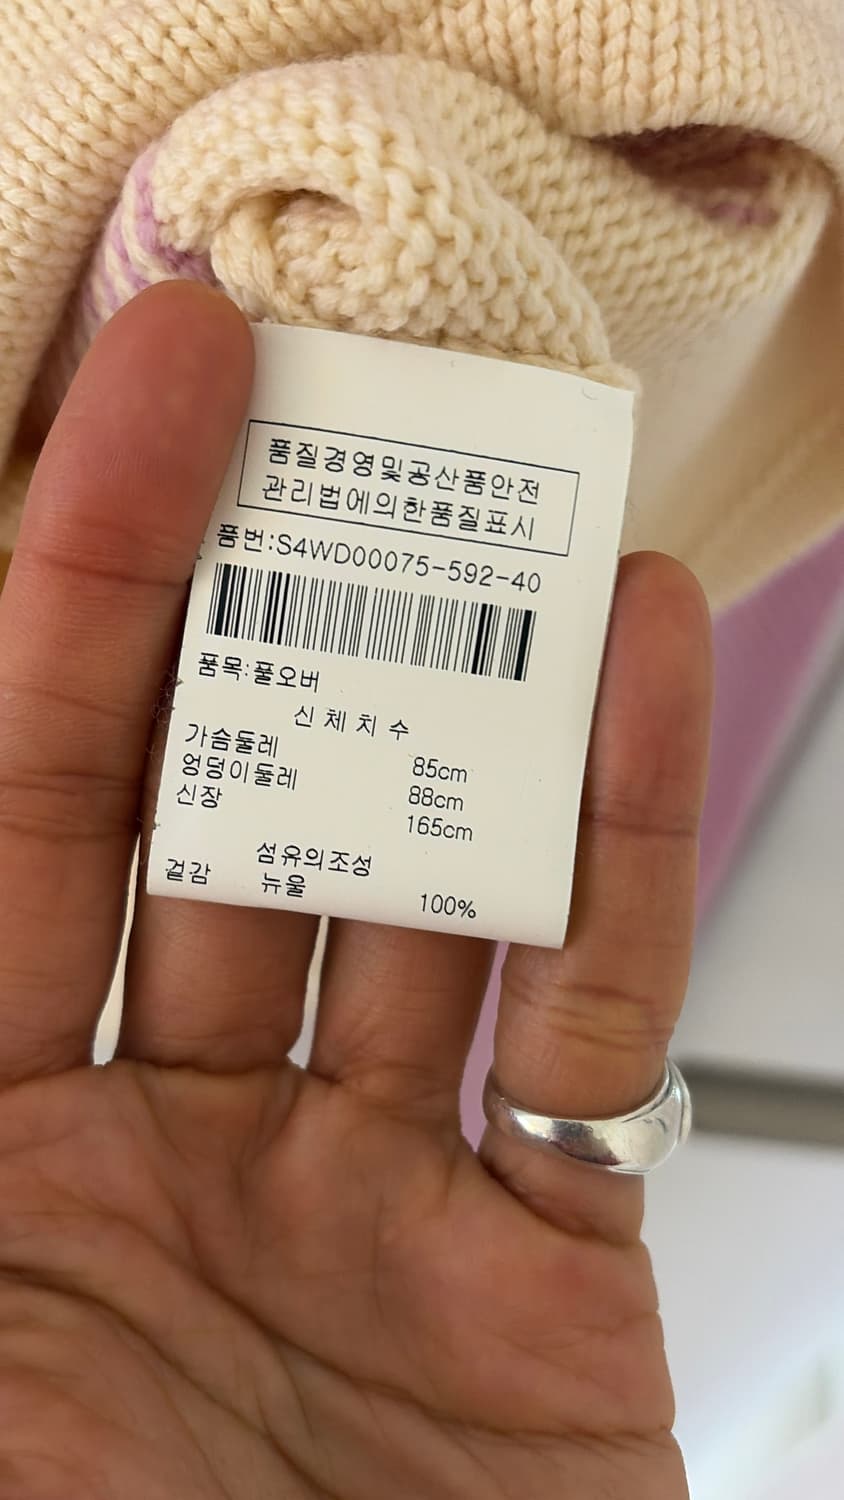 품질경영및공산품안전
관리법에의한품질표시
품번:S4WD00075-592-40
품목:풀오버
신 체 치 수
가슴둘레 85cm
엉덩이둘레 88cm
신장 165cm
섬유의조성
겉감 뉴울 100%